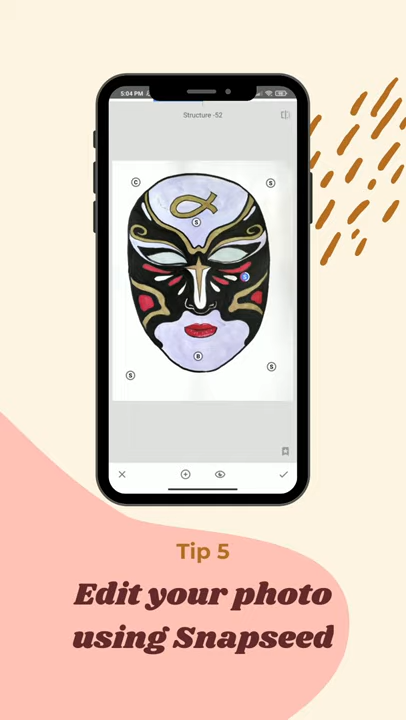 5:04 PM
Structure -52
C
S
S
S
B
S
S
Tip 5
Edit your photo
using Snapseed